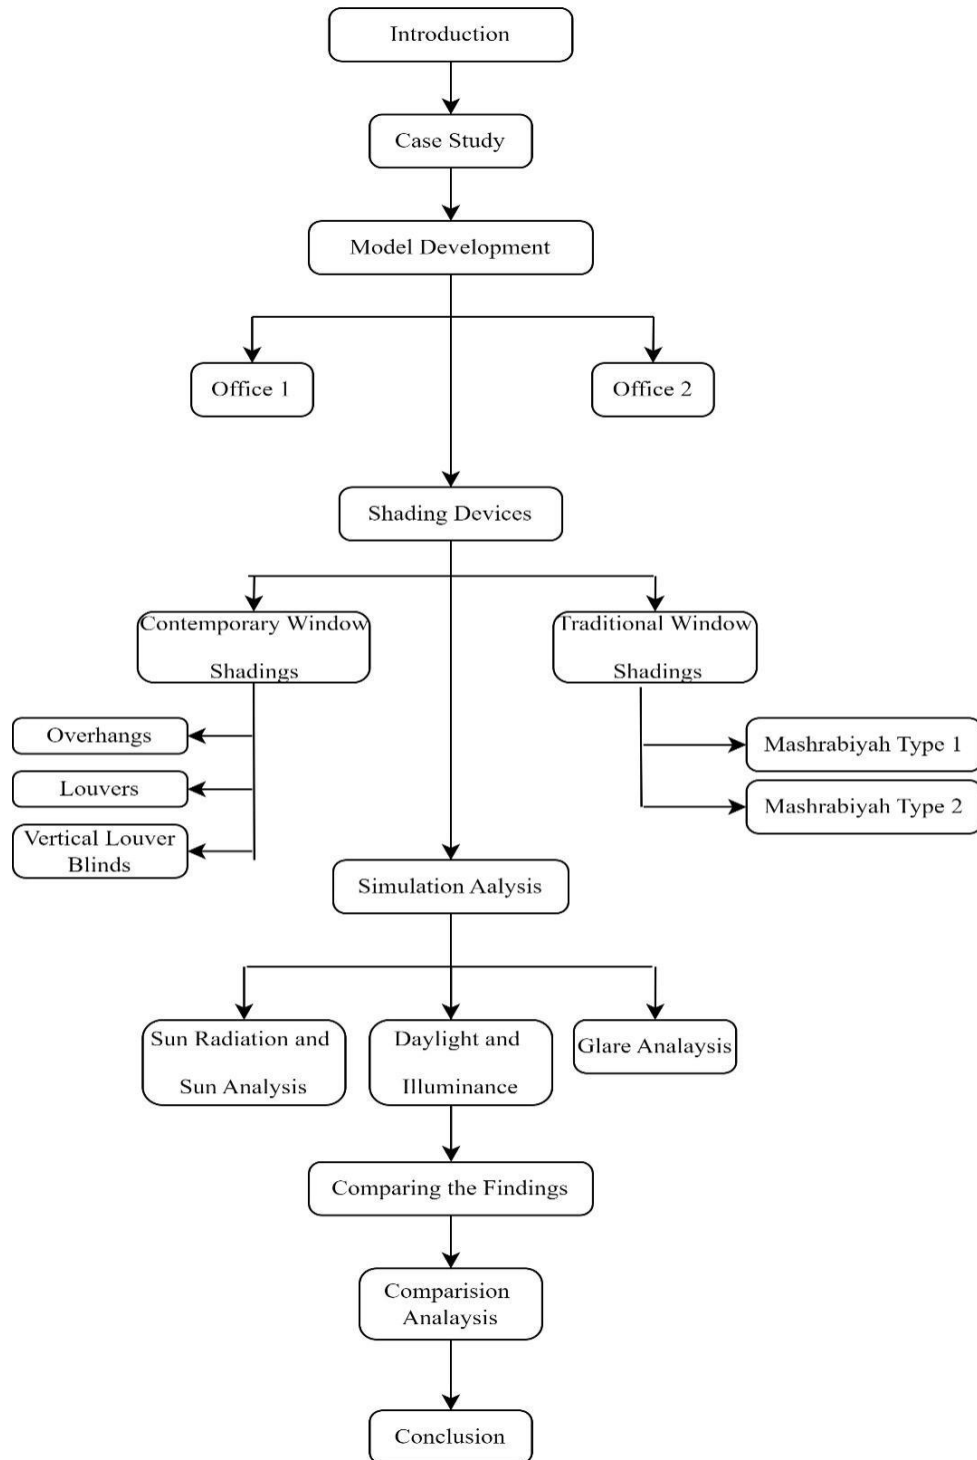 Introduction
Case Study
Model Development
Office 1
Office 2
Shading Devices
Contemporary Window
Shadings
Traditional Window
Shadings
Overhangs
Louvers
Vertical Louver
Blinds
Mashrabiyah Type 1
Mashrabiyah Type 2
Simulation Aalysis
Sun Radiation and
Sun Analysis
Daylight and
Illuminance
Glare Analaysis
Comparing the Findings
Comparision
Analaysis
Conclusion